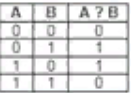 A B A ? B
0 0 0
0 1 1
1 0 1
1 1 0